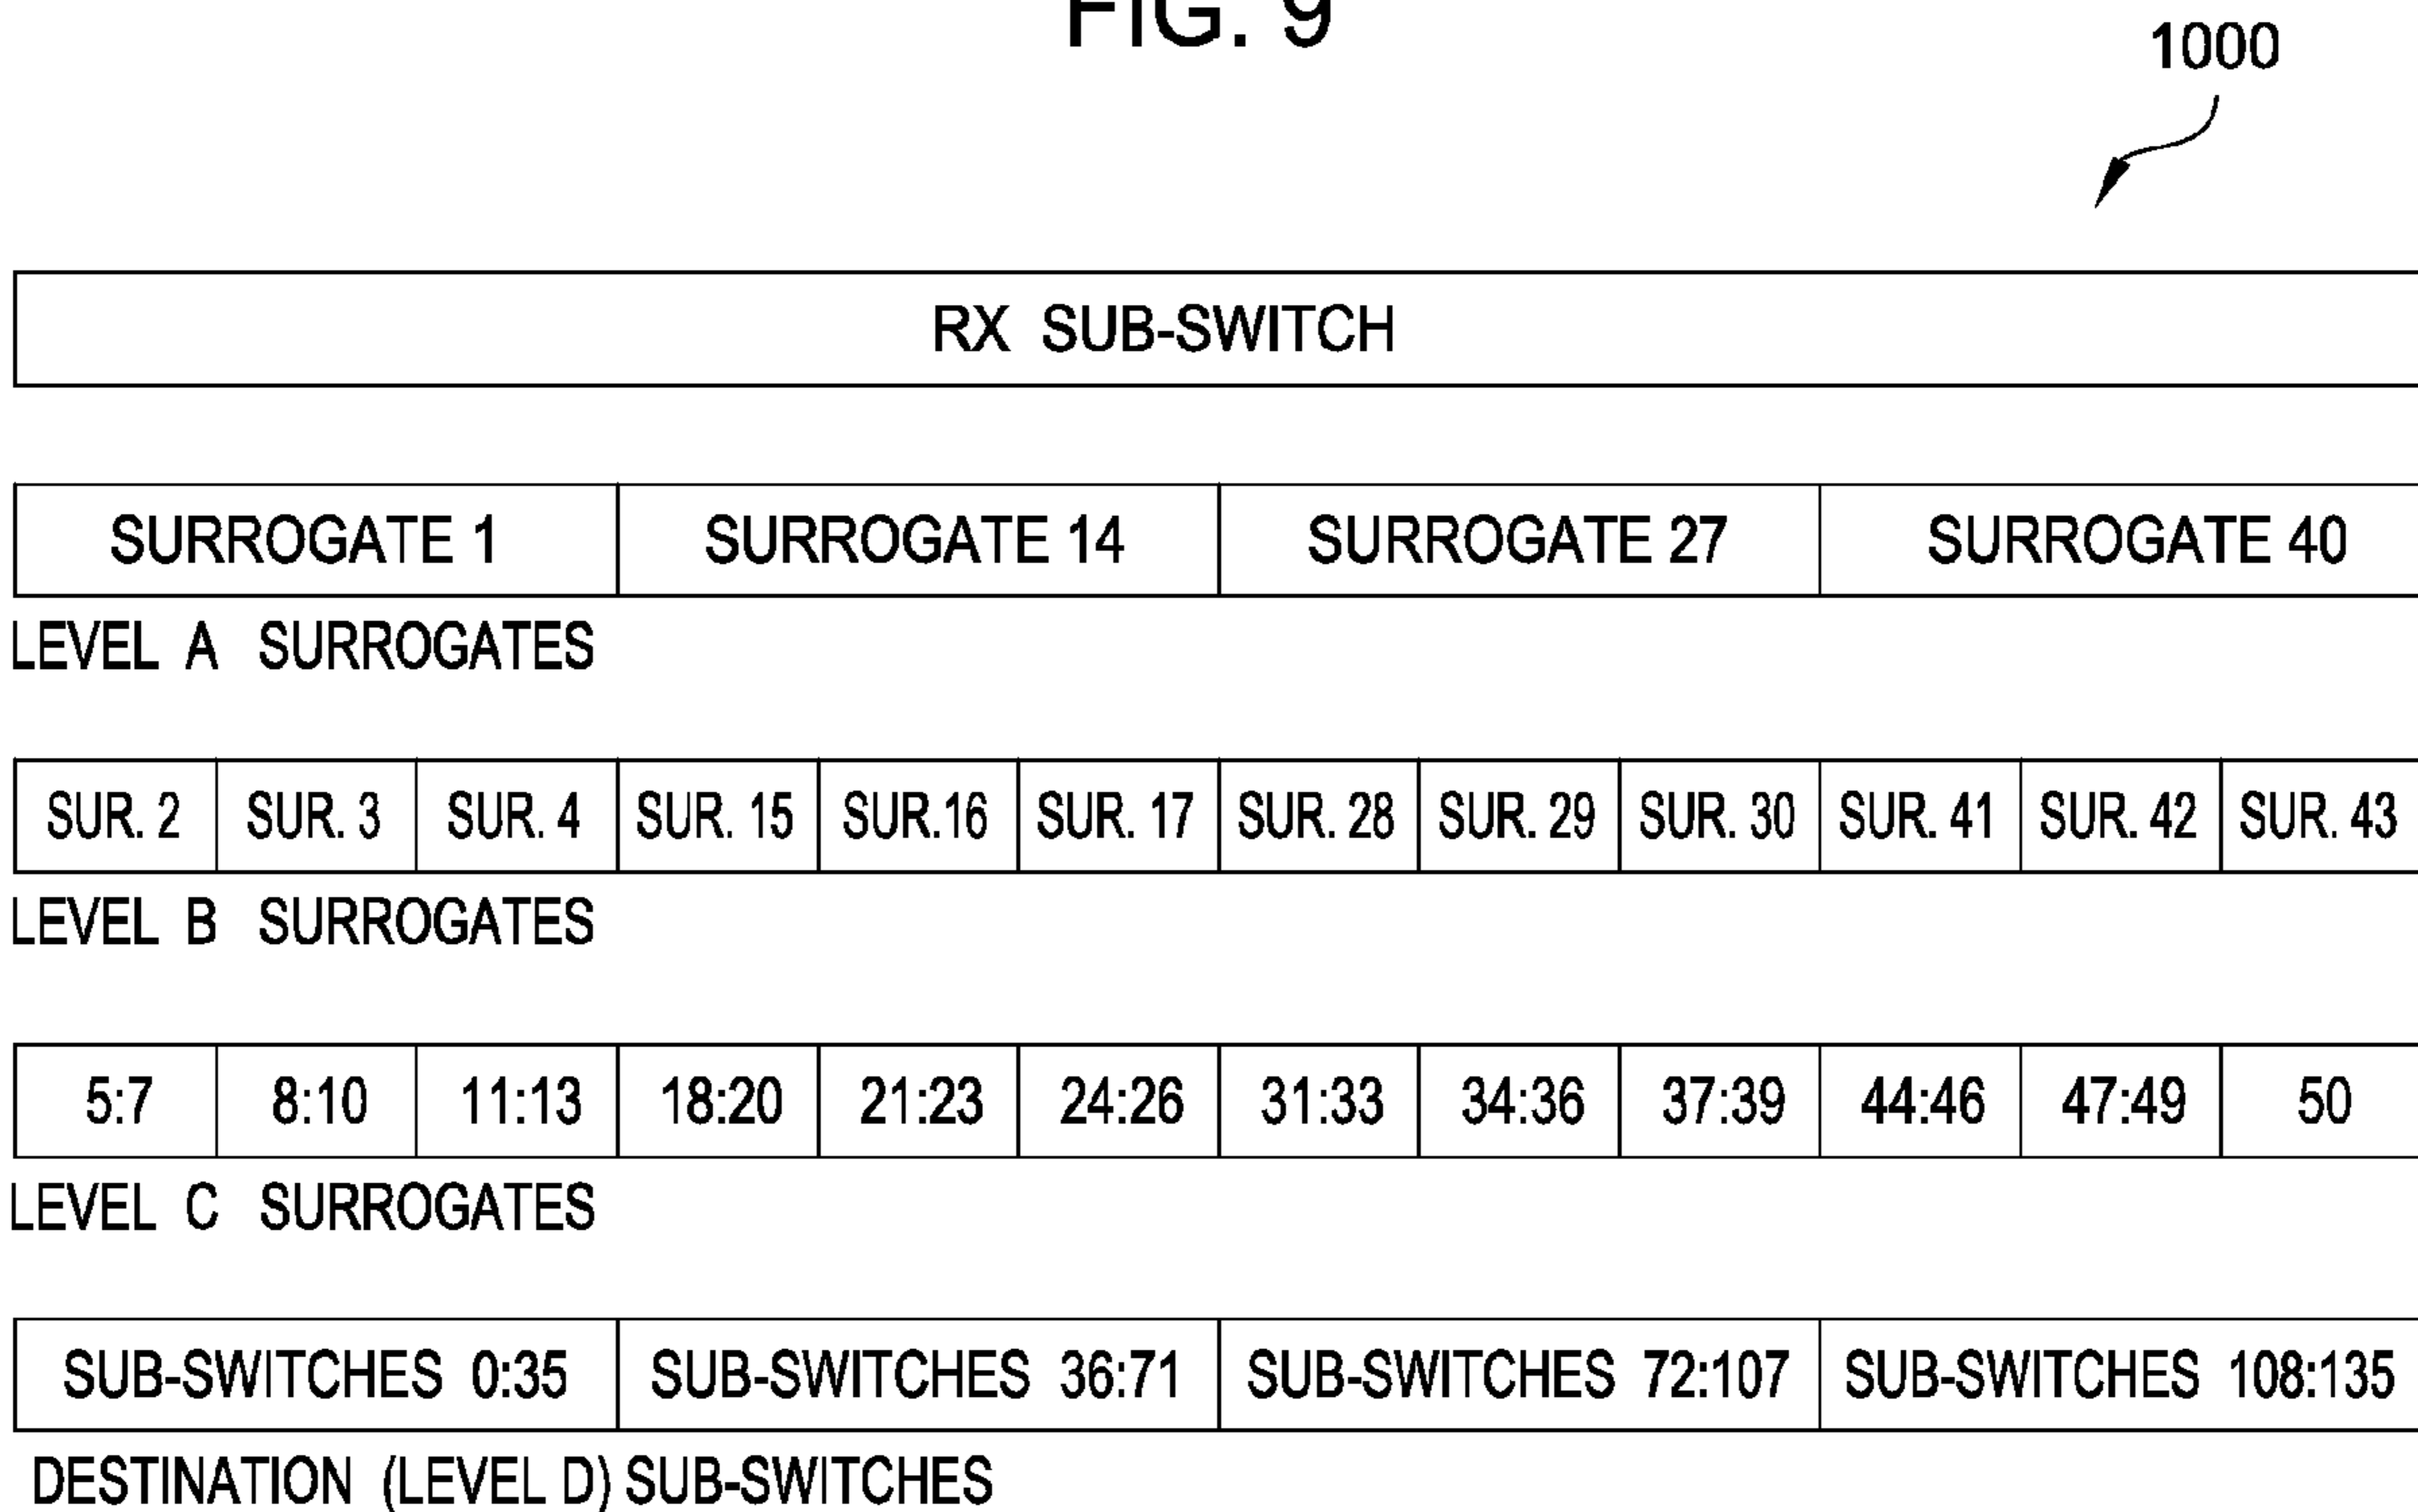 FIG. 9
1000
RX SUB-SWITCH
SURROGATE 1 SURROGATE 14 SURROGATE 27 SURROGATE 40
LEVEL A SURROGATES
SUR. 2 SUR. 3 SUR. 4 SUR. 15 SUR.16 SUR. 17 SUR. 28 SUR. 29 SUR. 30 SUR. 41 SUR. 42 SUR. 43
LEVEL B SURROGATES
5:7 8:10 11:13 18:20 21:23 24:26 31:33 34:36 37:39 44:46 47:49 50
LEVEL C SURROGATES
SUB-SWITCHES 0:35 SUB-SWITCHES 36:71 SUB-SWITCHES 72:107 SUB-SWITCHES 108:135
DESTINATION (LEVEL D) SUB-SWITCHES